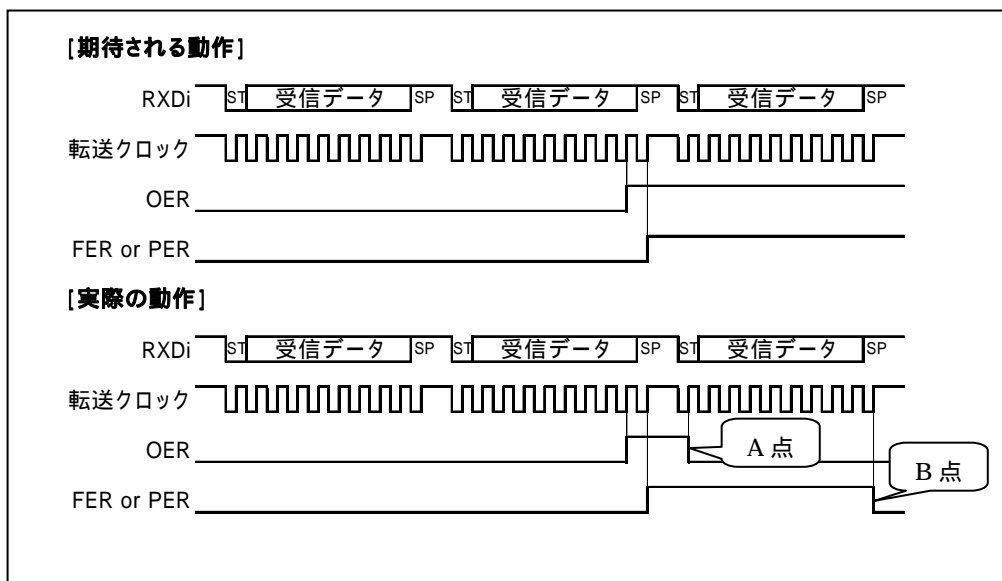 [期待される動作]
RXDi ST 受信データ SP ST 受信データ SP ST 受信データ SP
転送クロック
OER
FER or PER
[実際の動作]
RXDi ST 受信データ SP ST 受信データ SP ST 受信データ SP
転送クロック
OER A 点
FER or PER B 点